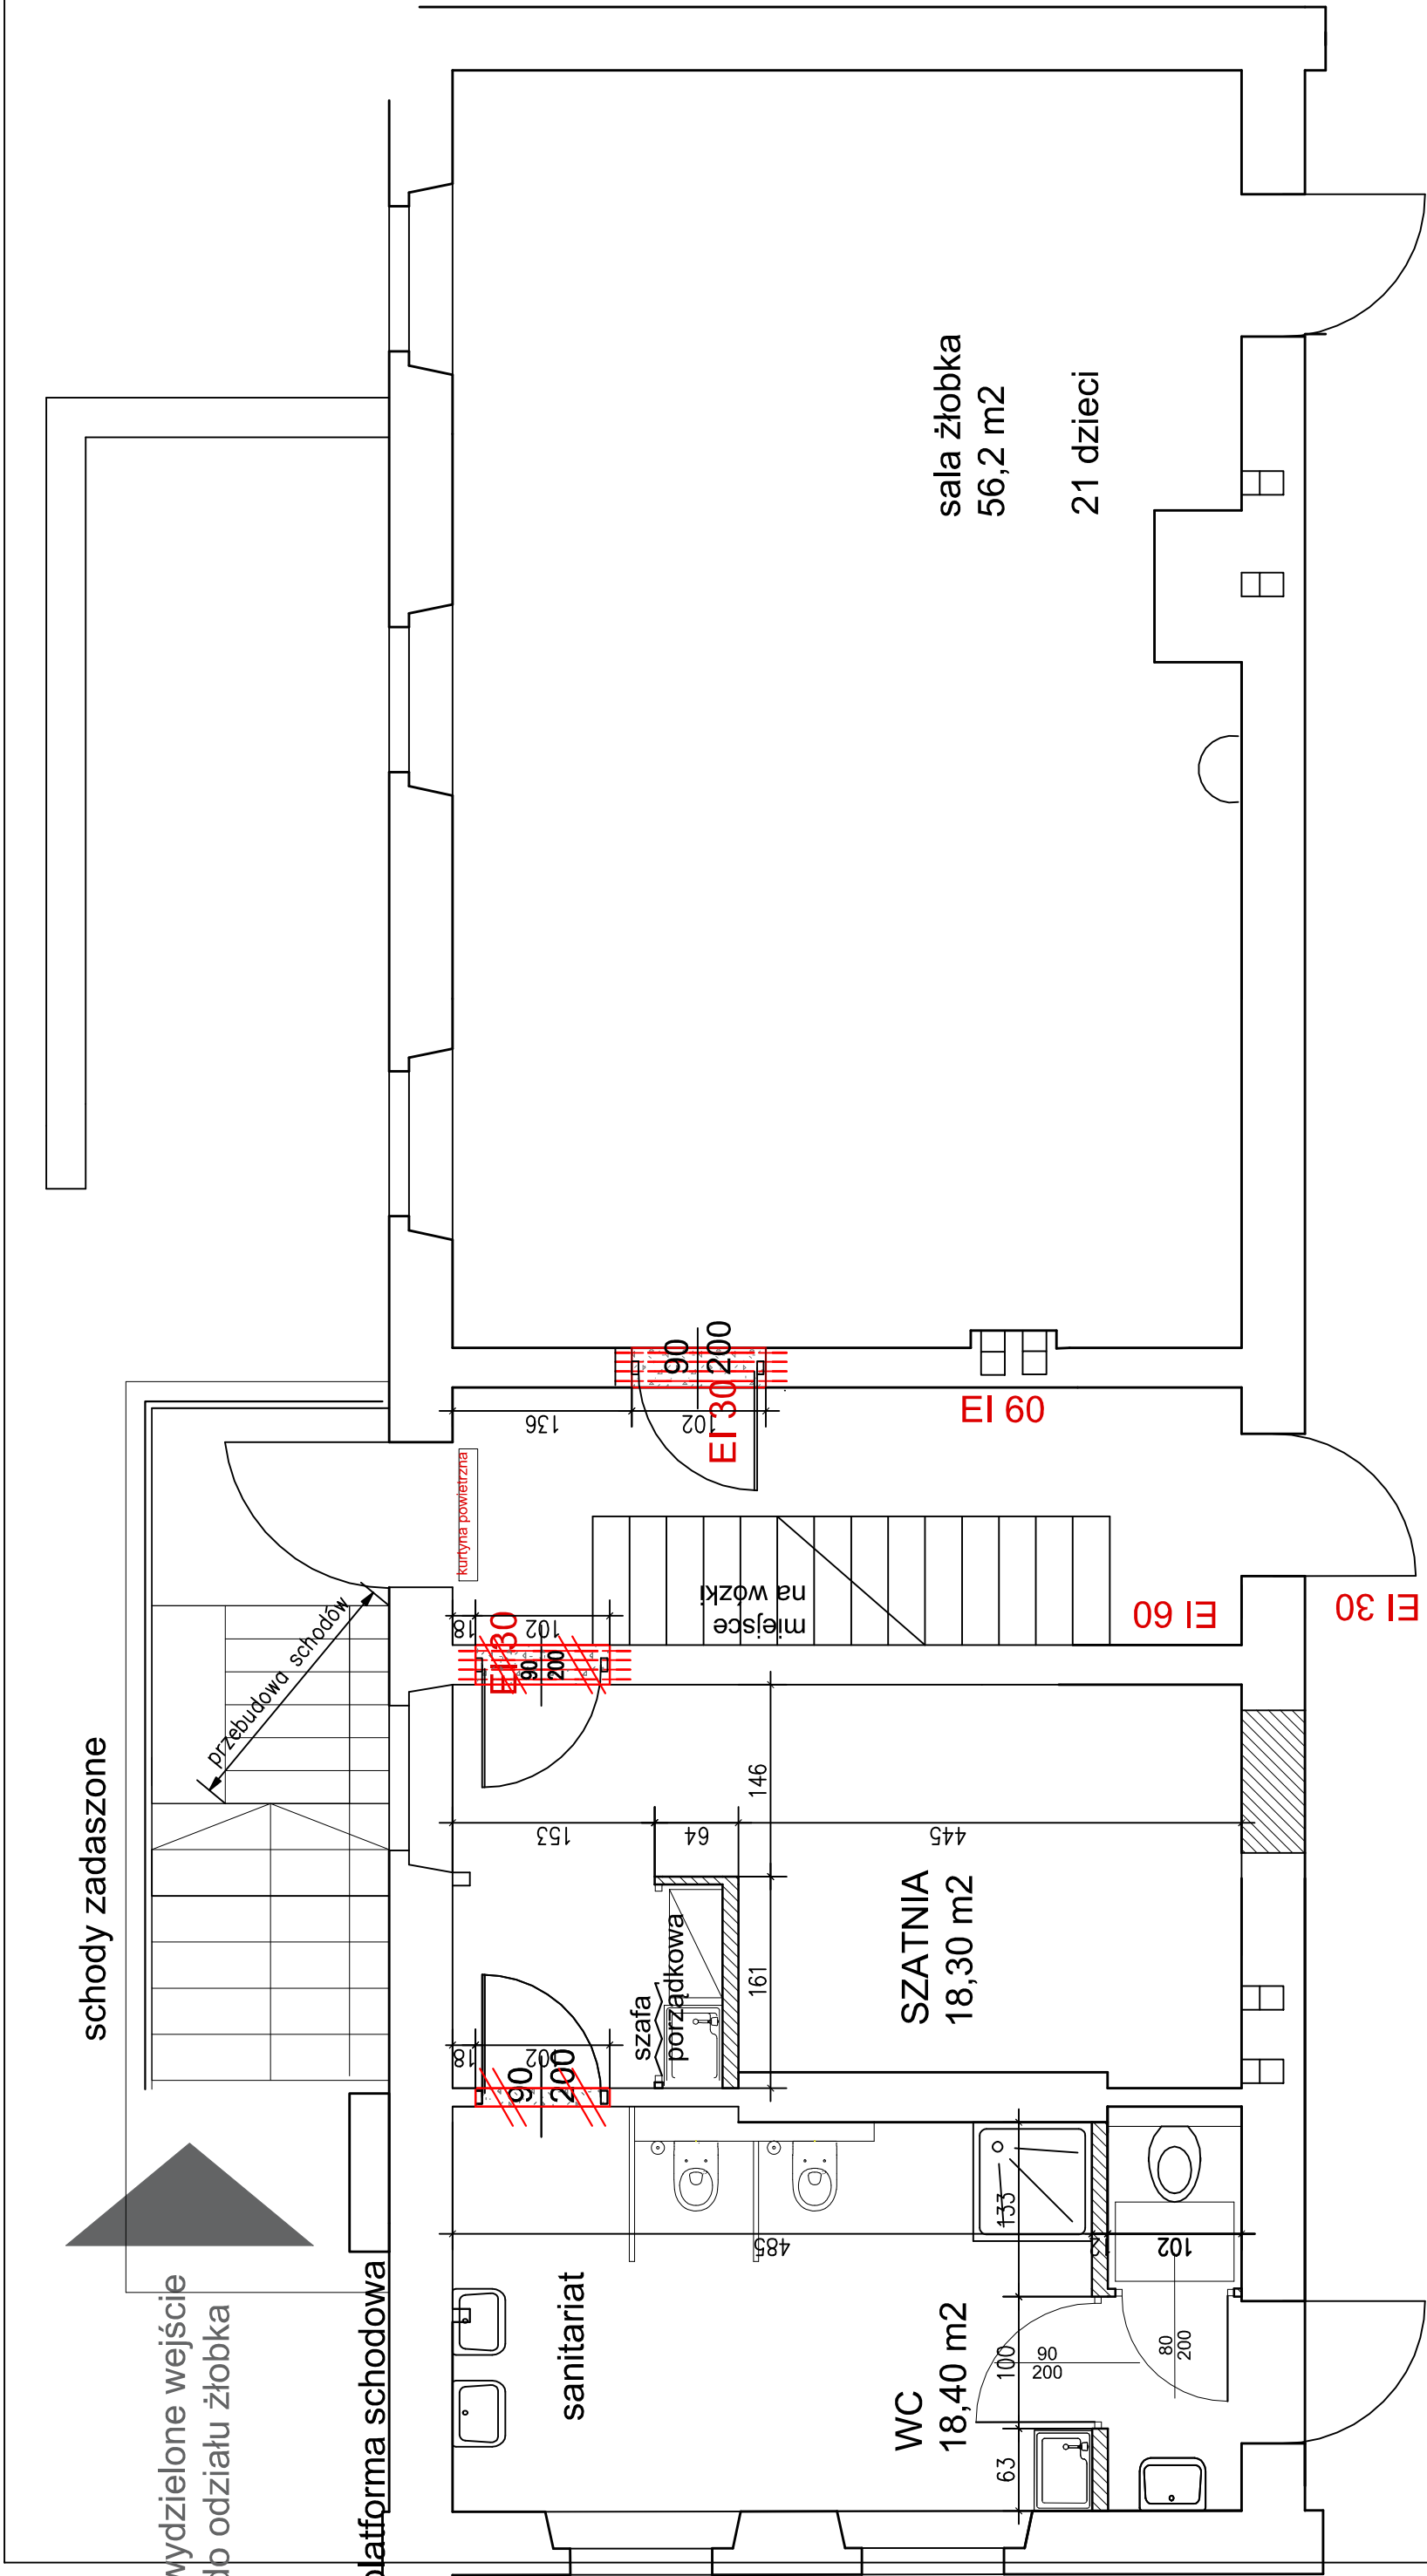 schody zadaszone
wydzielone wejście
do odziału żłobka
platforma schodowa
przebudowa schodów
sala żłobka
56,2 m2
21 dzieci
90
200
EI 30
136
102
EI 60
kurtyna powietrzna
miejsce
na wózki
EI 60
EI 30
18
102
EI 30
90
200
146
153
64
445
161
SZATNIA
18,30 m2
szafa
porządkowa
18
102
90
200
sanitariat
485
12
102
133
100
63
90
200
80
200
WC
18,40 m2